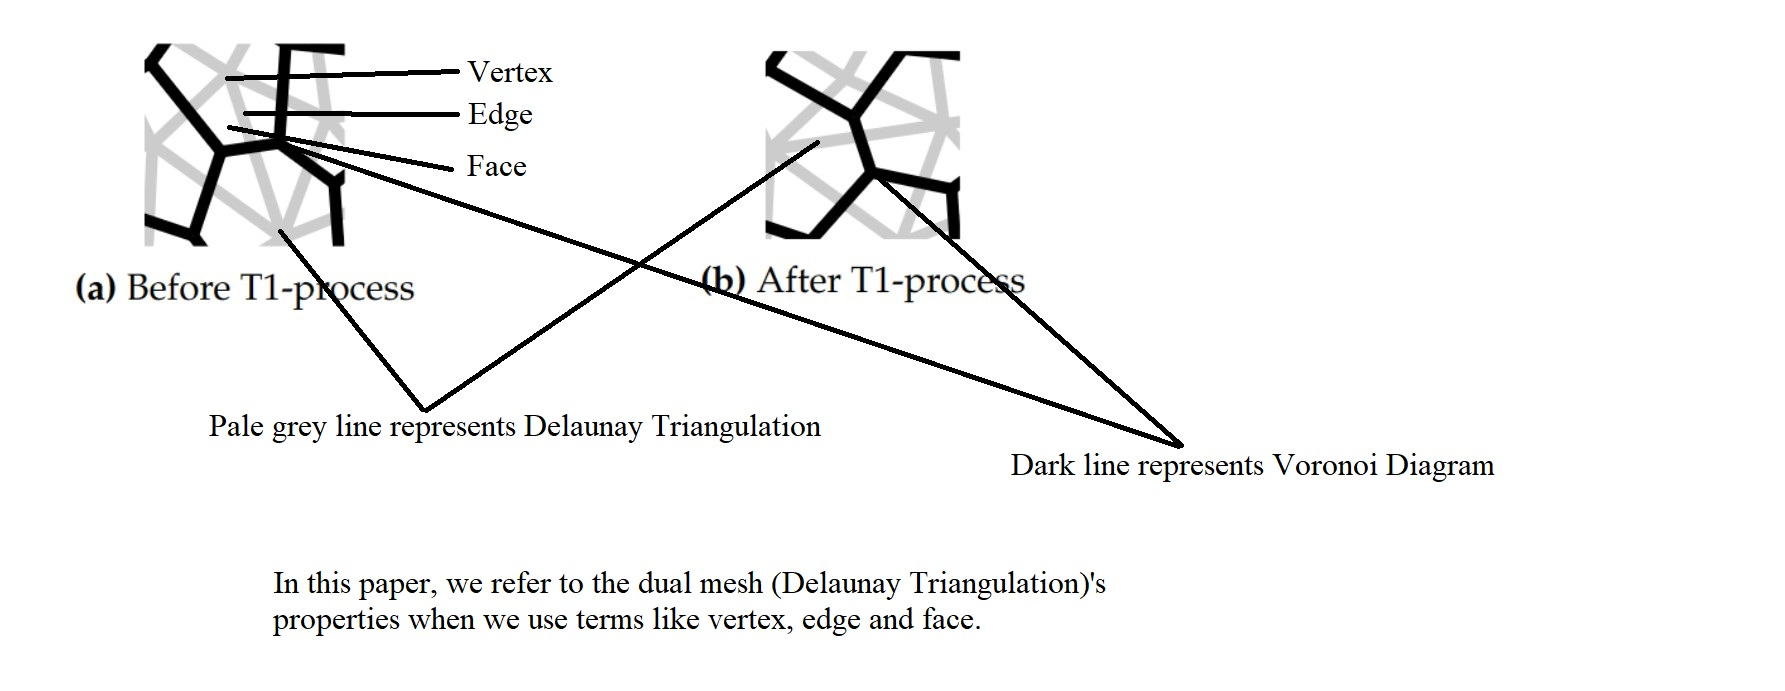 Vertex
Edge
Face
(a) Before T1-process
(b) After T1-process
Pale grey line represents Delaunay Triangulation
Dark line represents Voronoi Diagram
In this paper, we refer to the dual mesh (Delaunay Triangulation)'s
properties when we use terms like vertex, edge and face.